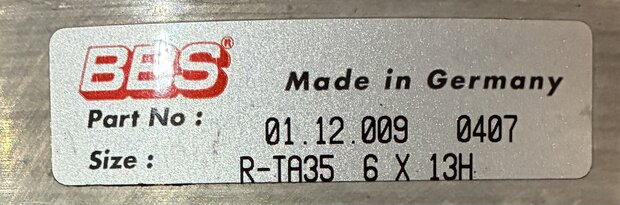 BBS® Made in Germany
Part No : 01.12.009 0407
Size : R-TA35 6 X 13H